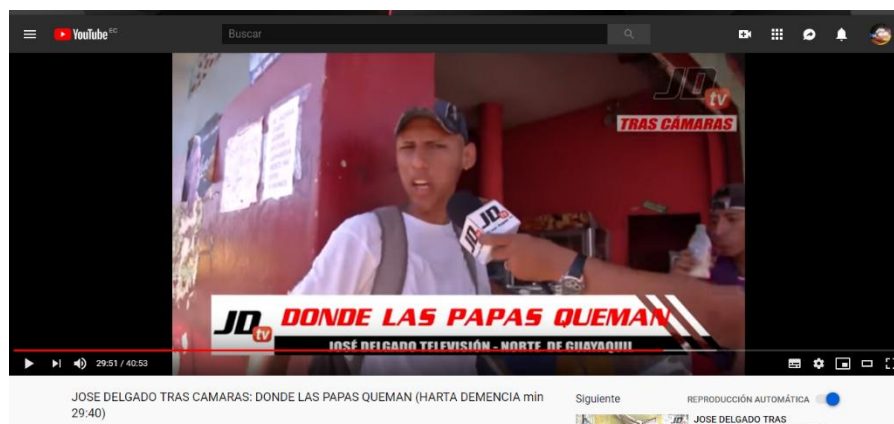 YouTube EC
Buscar
JD tv
TRAS CÁMARAS
JD
JD
JD tv
DONDE LAS PAPAS QUEMAN
JOSÉ DELGADO TELEVISIÓN - NORTE DE GUAYAQUIL
29:51 / 40:53
JOSE DELGADO TRAS CAMARAS: DONDE LAS PAPAS QUEMAN (HARTA DEMENCIA min
29:40)
Siguiente
REPRODUCCIÓN AUTOMÁTICA
JOSE DELGADO TRAS